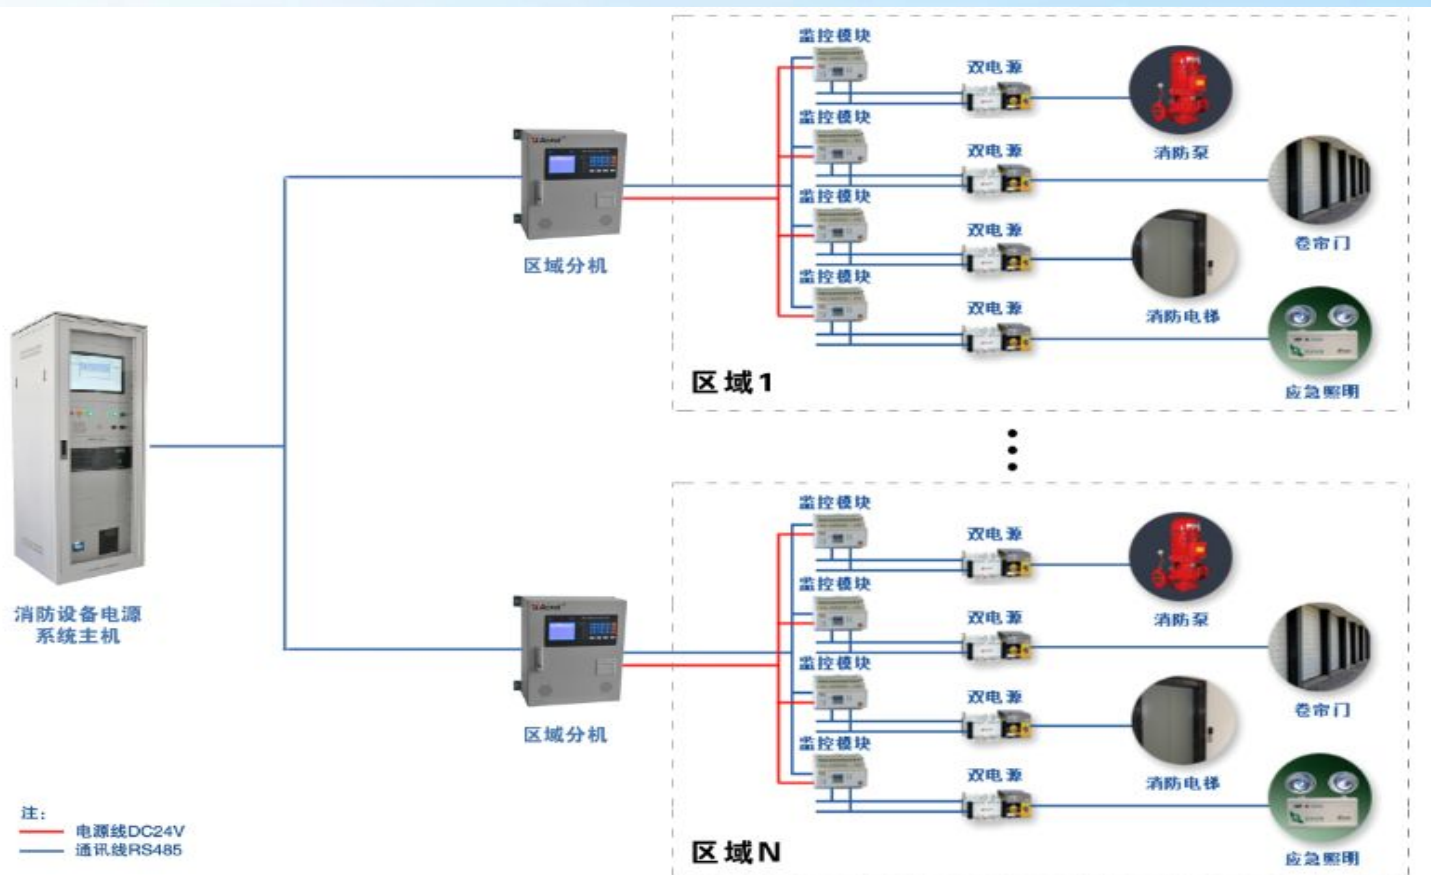 监控模块
双电源
消防泵
监控模块
双电源
卷帘门
监控模块
双电源
消防电梯
监控模块
双电源
应急照明
Acrel
区域分机
区域1
消防设备电源
系统主机
监控模块
双电源
消防泵
监控模块
双电源
卷帘门
监控模块
双电源
消防电梯
监控模块
双电源
应急照明
Acrel
区域分机
区域N
注:
电源线DC24V
通讯线RS485